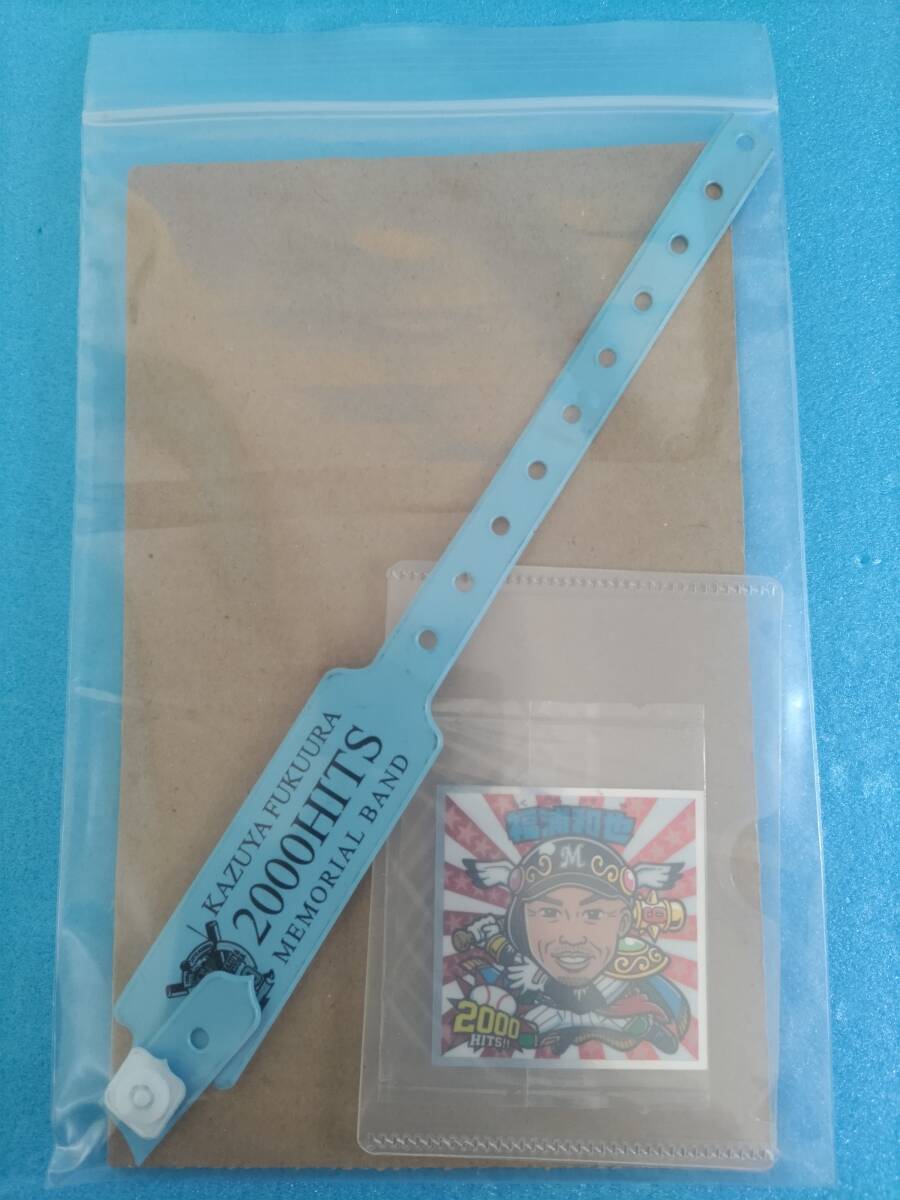 KAZUYA FUKUURA
2000HITS
MEMORIAL BAND
福浦和也
M
2000
HITS!!